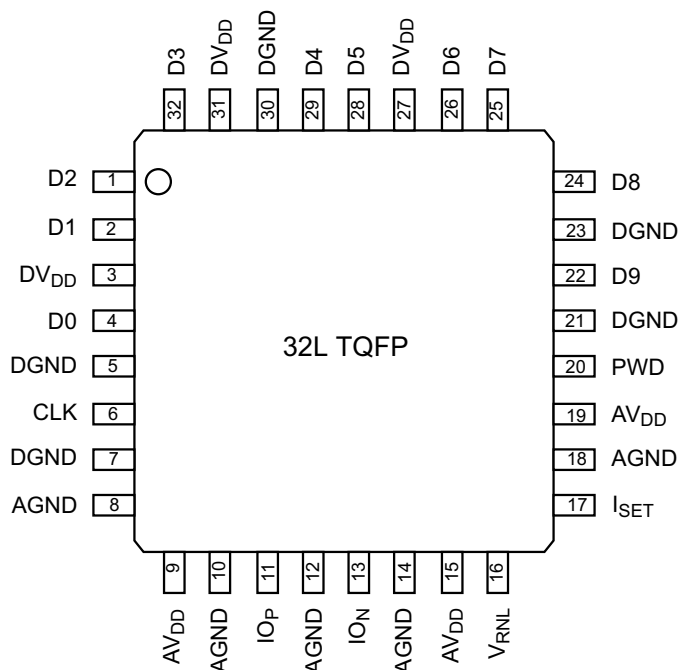 D3 DVDD DGND D4 D5 DVDD D6 D7
32 31 30 29 28 27 26 25
D2 1 24 D8
D1 2 23 DGND
DVDD 3 22 D9
D0 4 21 DGND
32L TQFP
DGND 5 20 PWD
CLK 6 19 AVDD
DGND 7 18 AGND
AGND 8 17 ISET
9 10 11 12 13 14 15 16
AVDD AGND IOP AGND ION AGND AVDD VRNL